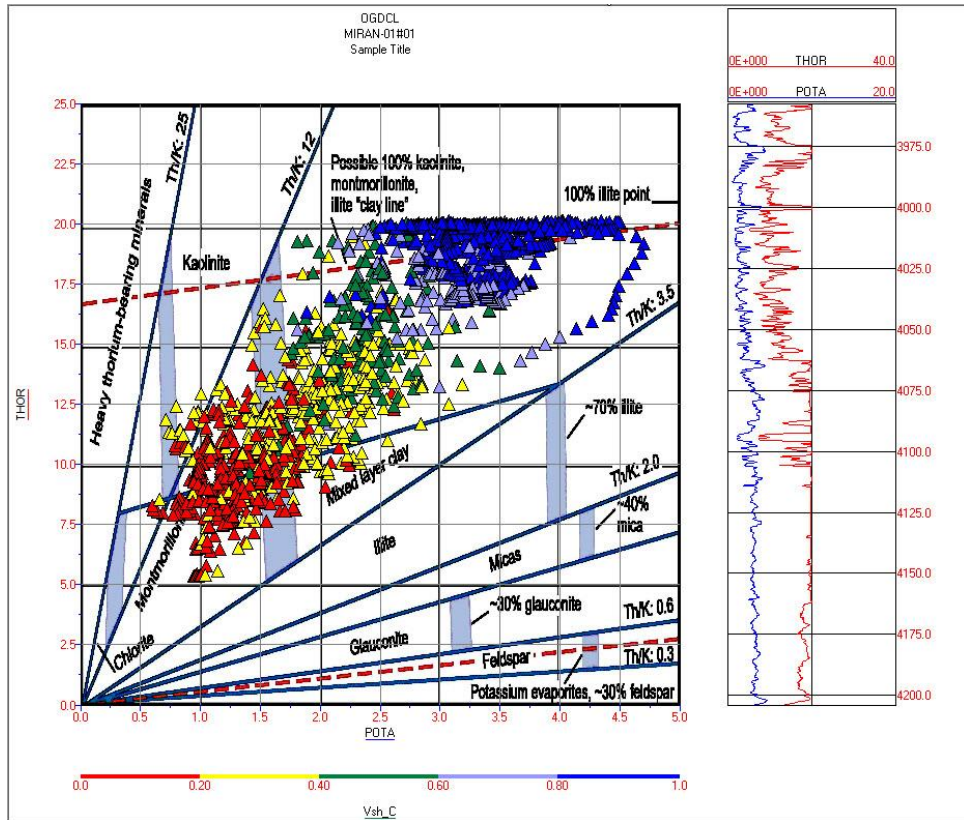 OGDCL
MIRAN-01#01
Sample Title
0E+000 THOR 40.0
0E+000 POTA 20.0
25.0
22.5
20.0
17.5
15.0
12.5
10.0
7.5
5.0
2.5
0.0
THOR
Heavy thorium-bearing minerals
Th/K: 25
Th/K: 12
Possible 100% kaolinite,
montmorillonite,
illite "clay line"
100% illite point
Kaolinite
Th/K: 3.5
~70% illite
Mixed layer clay
Montmorillon
Illite
Th/K: 2.0
~40%
mica
Micas
~30% glauconite
Th/K: 0.6
Glauconite
Chlorite
Feldspar
Th/K: 0.3
Potassium evaporites, ~30% feldspar
0.0 0.5 1.0 1.5 2.0 2.5 3.0 3.5 4.0 4.5 5.0
POTA
0.0 0.20 0.40 0.60 0.80 1.0
Vsh_C
3975.0
4000.0
4025.0
4050.0
4075.0
4100.0
4125.0
4150.0
4175.0
4200.0